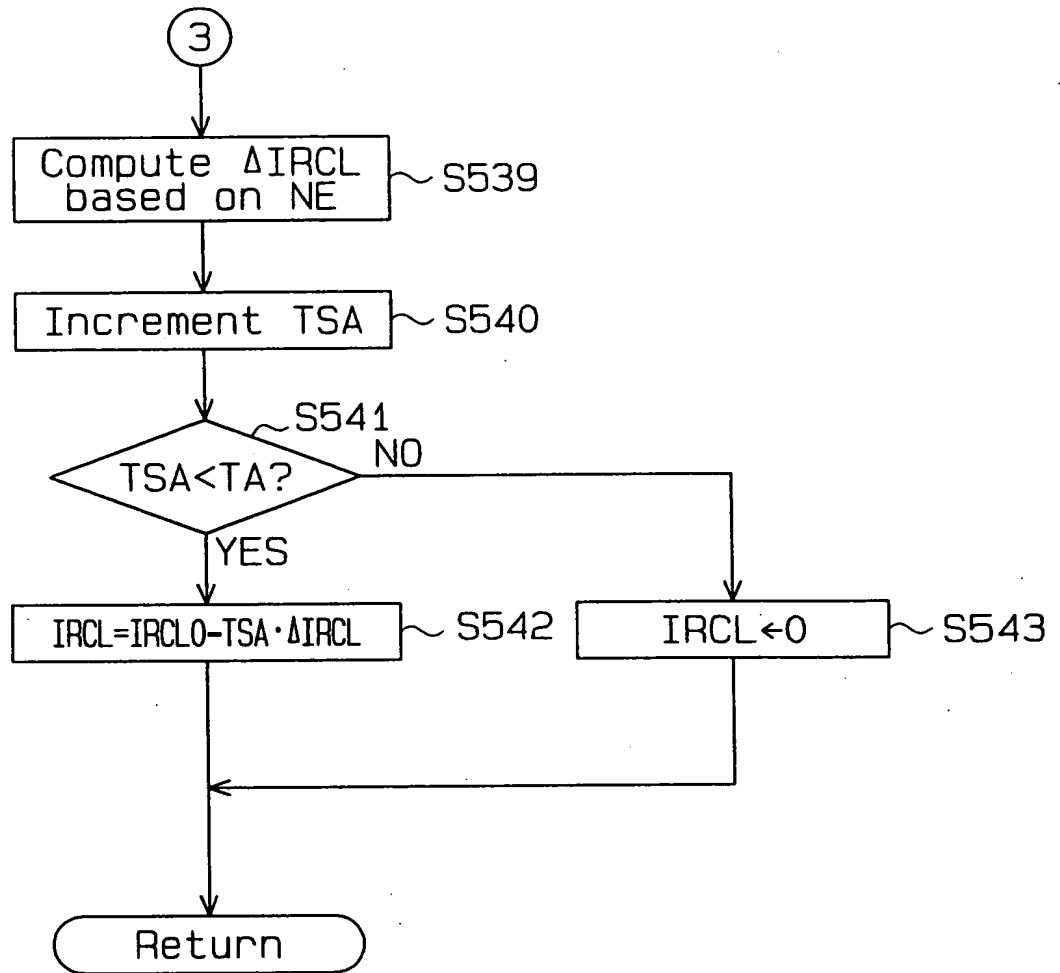 3
Compute ΔIRCL
based on NE
S539
Increment TSA
S540
S541
TSA<TA?
NO
YES
IRCL=IRCL0-TSA·ΔIRCL
S542
IRCL←0
S543
Return